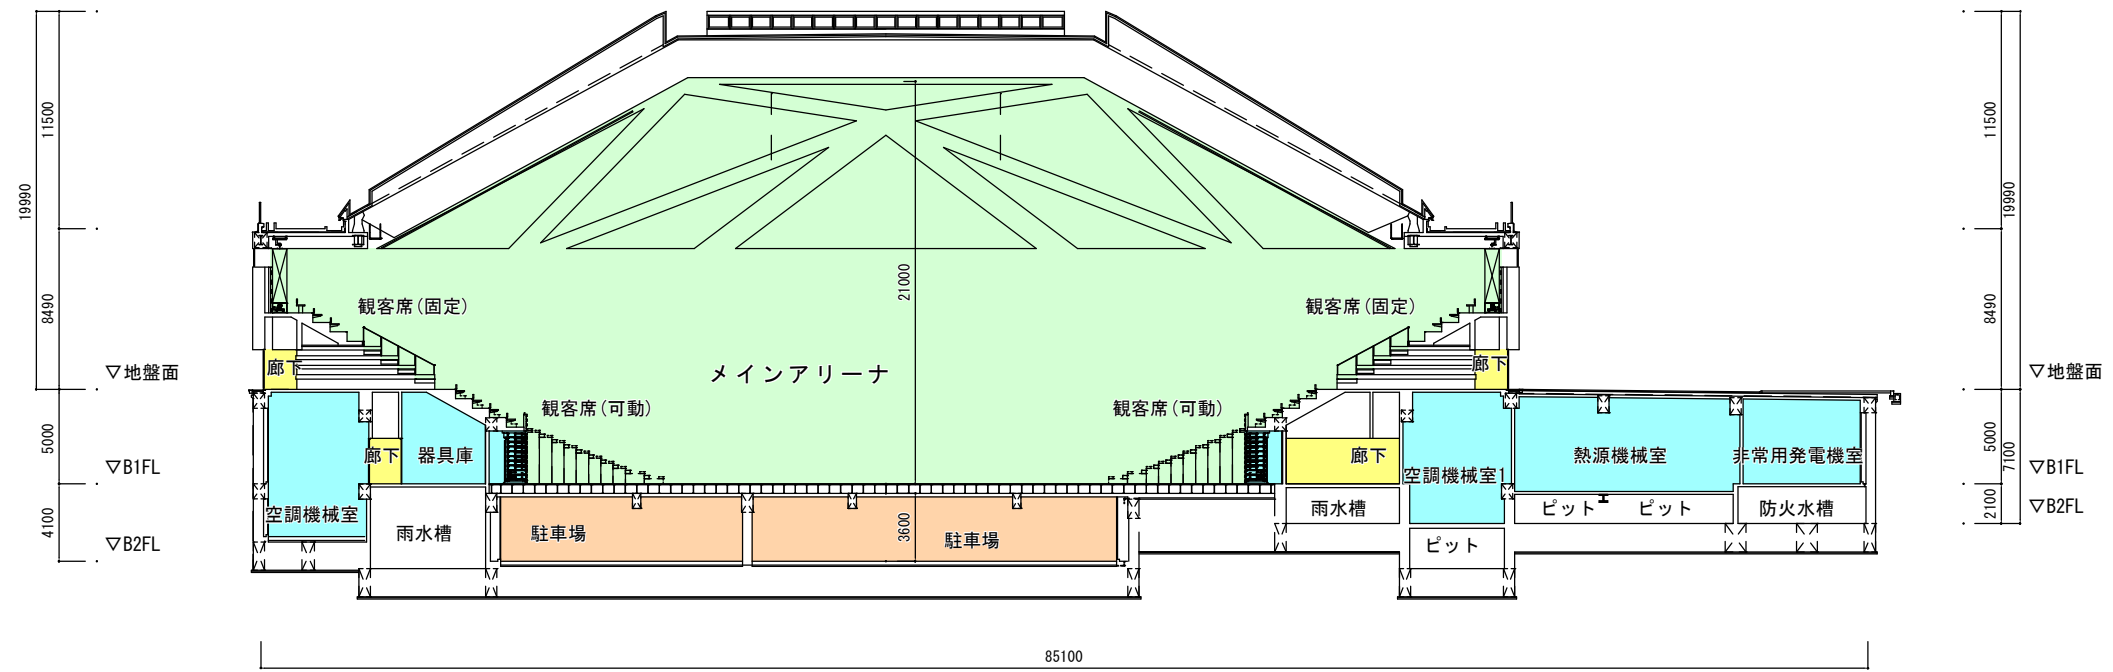 11500
19990
8490
▽地盤面
5000
▽B1FL
4100
▽B2FL
21000
観客席(固定)
観客席(固定)
メインアリーナ
廊下
廊下
観客席(可動)
観客席(可動)
廊下
器具庫
廊下
空調機械室1
熱源機械室
非常用発電機室
空調機械室
雨水槽
駐車場
3600
駐車場
雨水槽
ピット
ピット
防火水槽
ピット
11500
19990
8490
▽地盤面
5000
7100
▽B1FL
2100
▽B2FL
85100